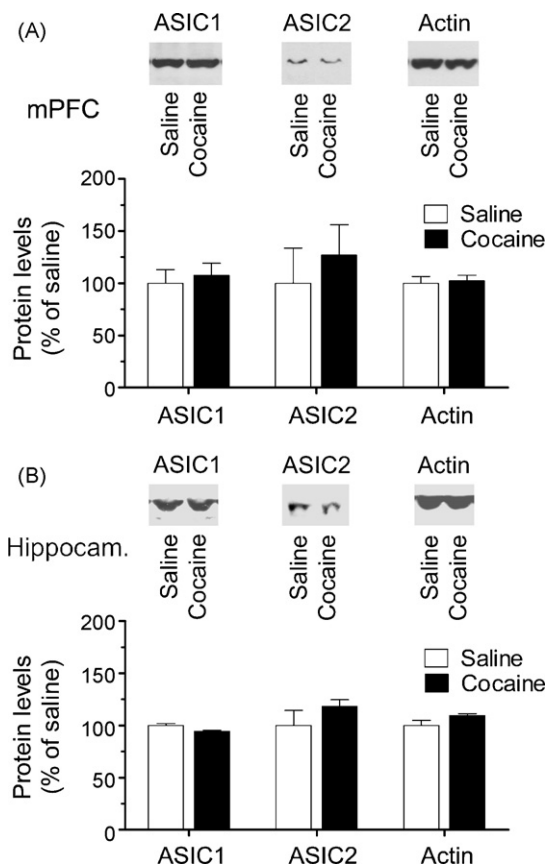 (A)
ASIC1 ASIC2 Actin
mPFC
Saline Cocaine Saline Cocaine Saline Cocaine
Protein levels
(% of saline)
200
150
100
50
0
Saline
Cocaine
ASIC1 ASIC2 Actin
(B)
ASIC1 ASIC2 Actin
Hippocam.
Saline Cocaine Saline Cocaine Saline Cocaine
Protein levels
(% of saline)
200
150
100
50
0
Saline
Cocaine
ASIC1 ASIC2 Actin